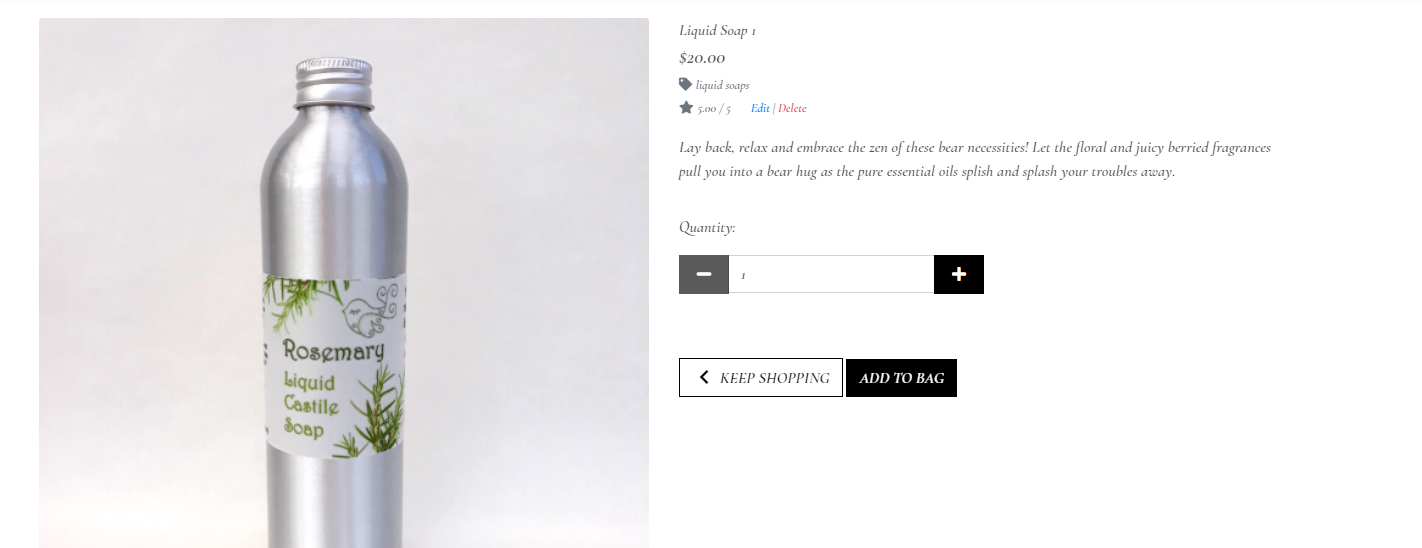 Liquid Soap 1
$20.00
liquid soaps
5.00 / 5 Edit | Delete
Lay back, relax and embrace the zen of these bear necessities! Let the floral and juicy berried fragrances
pull you into a bear hug as the pure essential oils splish and splash your troubles away.
Quantity:
1
KEEP SHOPPING ADD TO BAG
Rosemary
Liquid
Castile
Soap